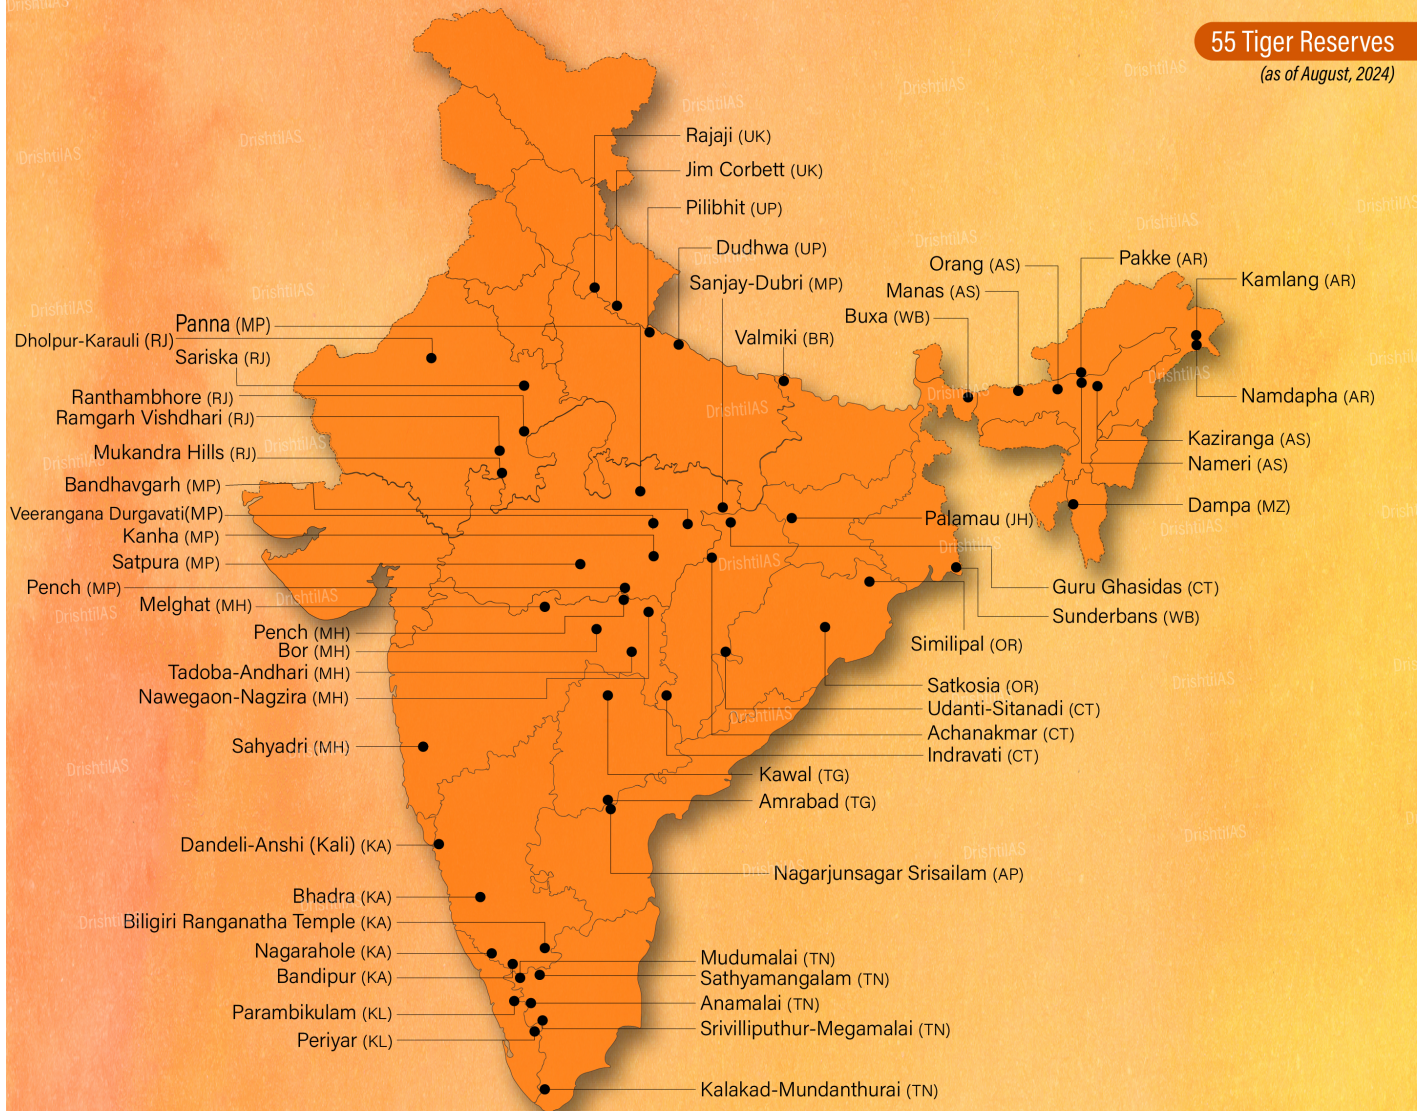 55 Tiger Reserves
(as of August, 2024)
Rajaji (UK)
Jim Corbett (UK)
Pilibhit (UP)
Dudhwa (UP)
Sanjay-Dubri (MP)
Valmiki (BR)
Orang (AS)
Manas (AS)
Buxa (WB)
Pakke (AR)
Kamlang (AR)
Namdapha (AR)
Kaziranga (AS)
Nameri (AS)
Dampa (MZ)
Panna (MP)
Dholpur-Karauli (RJ)
Sariska (RJ)
Ranthambhore (RJ)
Ramgarh Vishdhari (RJ)
Mukandra Hills (RJ)
Bandhavgarh (MP)
Veerangana Durgavati(MP)
Kanha (MP)
Satpura (MP)
Pench (MP)
Melghat (MH)
Pench (MH)
Bor (MH)
Tadoba-Andhari (MH)
Nawegaon-Nagzira (MH)
Sahyadri (MH)
Palamau (JH)
Guru Ghasidas (CT)
Sunderbans (WB)
Similipal (OR)
Satkosia (OR)
Udanti-Sitanadi (CT)
Achanakmar (CT)
Indravati (CT)
Kawal (TG)
Amrabad (TG)
Nagarjunsagar Srisailam (AP)
Dandeli-Anshi (Kali) (KA)
Bhadra (KA)
Biligiri Ranganatha Temple (KA)
Nagarahole (KA)
Bandipur (KA)
Parambikulam (KL)
Periyar (KL)
Mudumalai (TN)
Sathyamangalam (TN)
Anamalai (TN)
Srivilliputhur-Megamalai (TN)
Kalakad-Mundanthurai (TN)
DrishtiIAS